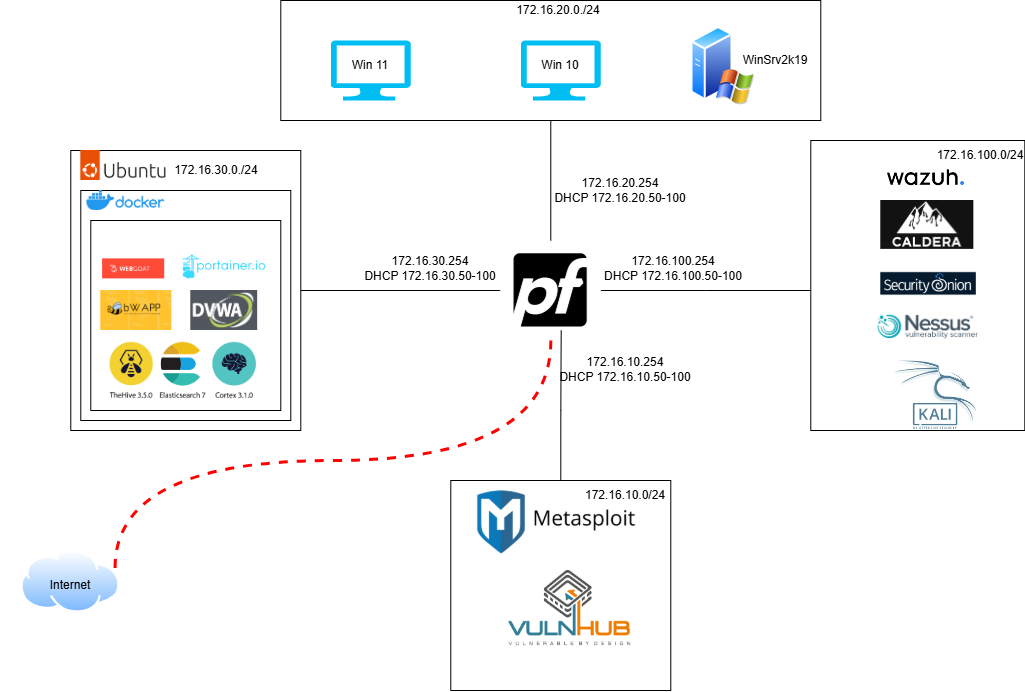 172.16.20.0./24
Win 11
Win 10
WinSrv2k19
172.16.20.254
DHCP 172.16.20.50-100
Ubuntu
172.16.30.0./24
docker
WEBGOAT
portainer.io
bWAPP
DVWA
TheHive 3.5.0
Elasticsearch 7
Cortex 3.1.0
172.16.30.254
DHCP 172.16.30.50-100
pf
172.16.100.254
DHCP 172.16.100.50-100
172.16.100.0/24
wazuh.
CALDERA
Security Onion
Nessus®
vulnerability scanner
KALI
BY OFFENSIVE SECURITY
172.16.10.254
DHCP 172.16.10.50-100
172.16.10.0/24
Metasploit
VULNHUB
VULNERABLE BY DESIGN
Internet